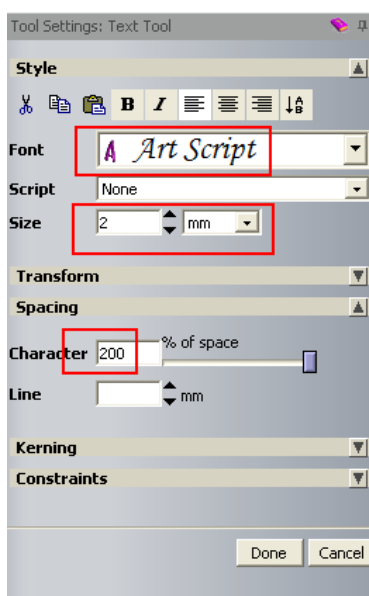 Tool Settings: Text Tool
Style
B I
Font Art Script
Script None
Size 2 mm
Transform
Spacing
Character 200 % of space
Line mm
Kerning
Constraints
Done Cancel